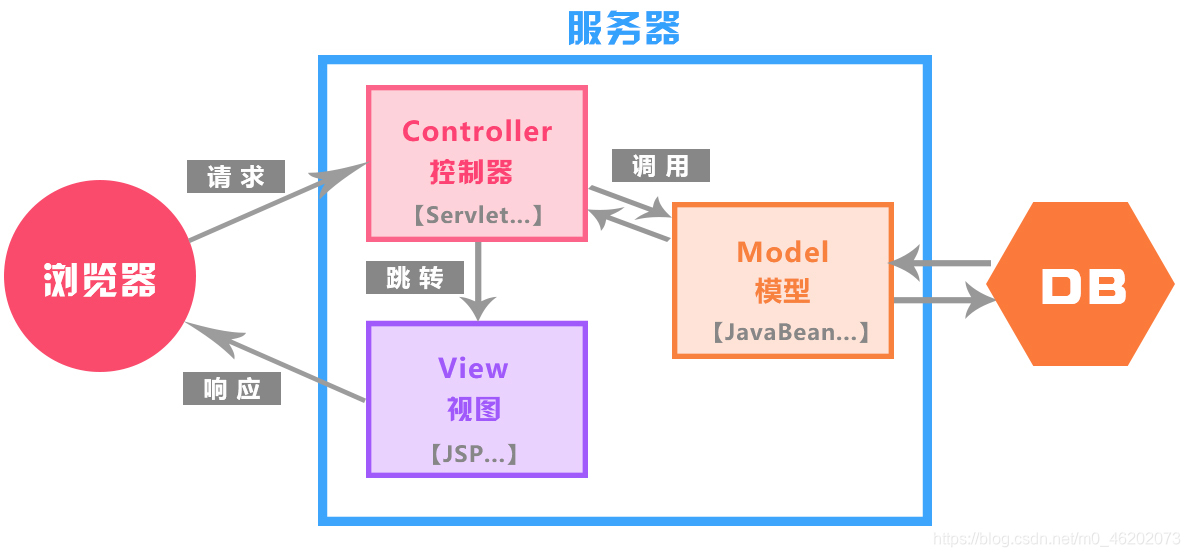 服务器
Controller
控制器
【Servlet...】
请求
调用
浏览器
跳转
Model
模型
【JavaBean...】
DB
View
视图
【JSP...】
响应
https://blog.csdn.net/m0_46202073